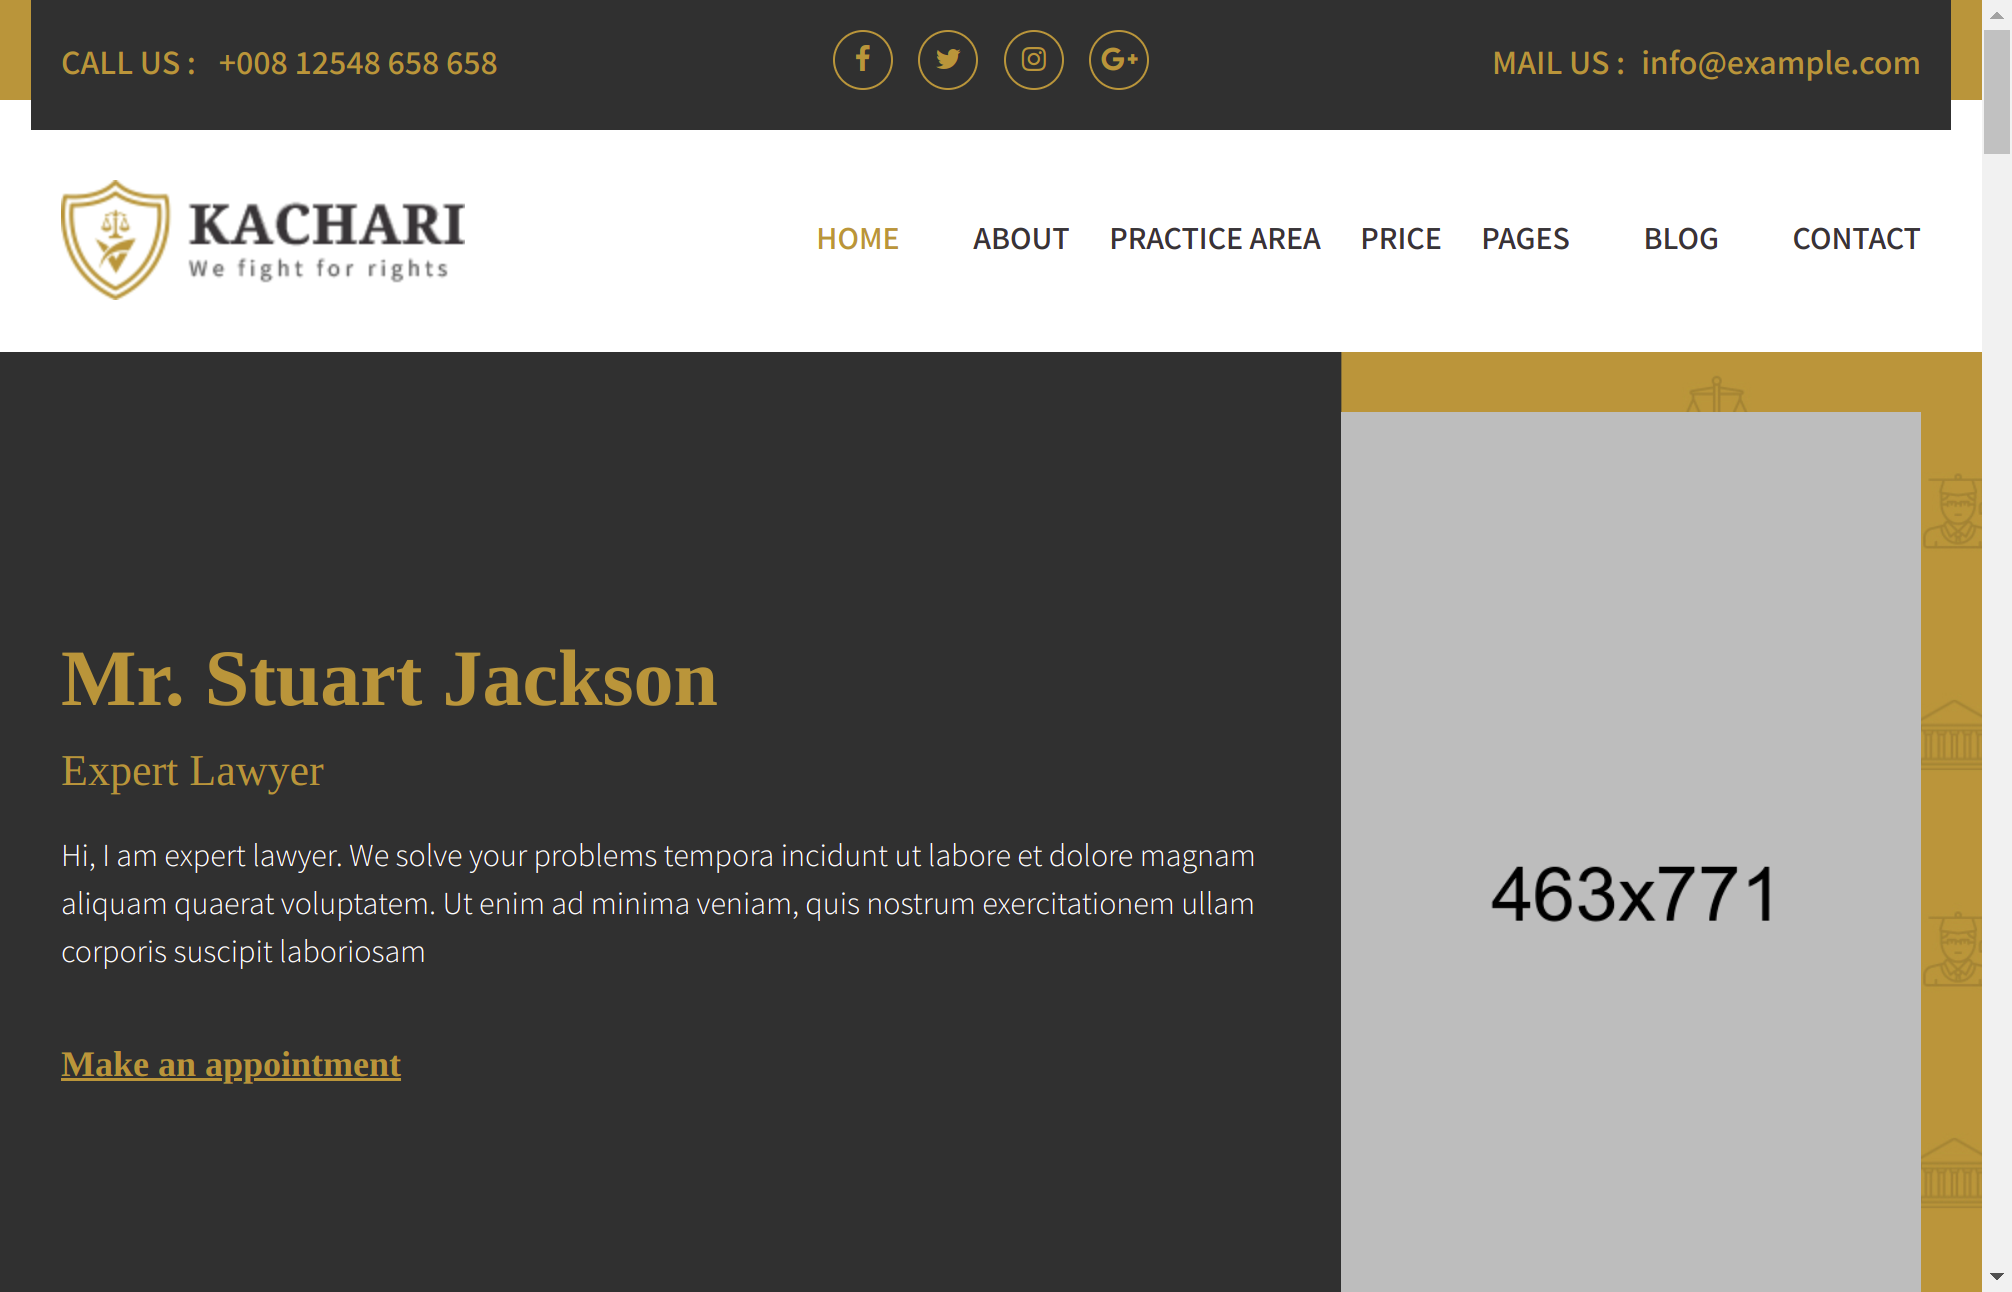 CALL US : +008 12548 658 658
MAIL US : info@example.com
KACHARI
We fight for rights
HOME ABOUT PRACTICE AREA PRICE PAGES BLOG CONTACT
Mr. Stuart Jackson
Expert Lawyer
Hi, I am expert lawyer. We solve your problems tempora incidunt ut labore et dolore magnam
aliquam quaerat voluptatem. Ut enim ad minima veniam, quis nostrum exercitationem ullam
corporis suscipit laboriosam
Make an appointment
463x771